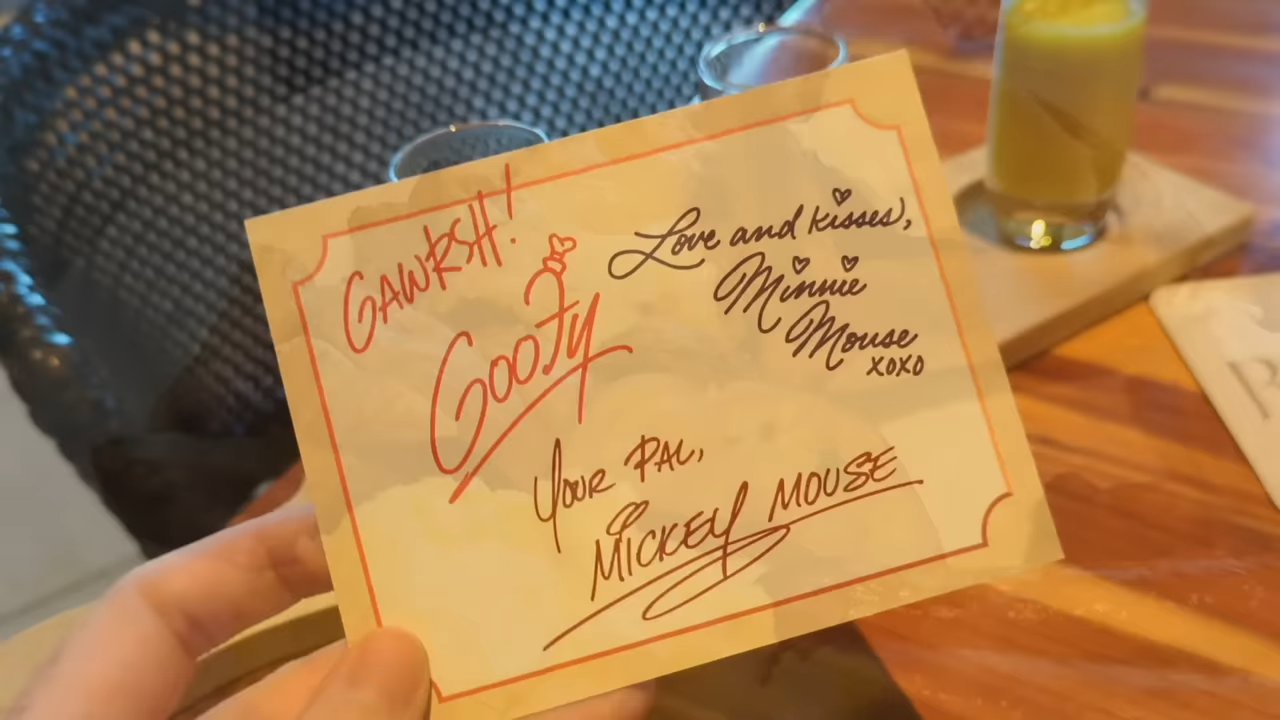 GAWRSH!
Goofy
Love and kisses,
Minnie
Mouse
xoxo
Your Pal,
MICKEY MOUSE